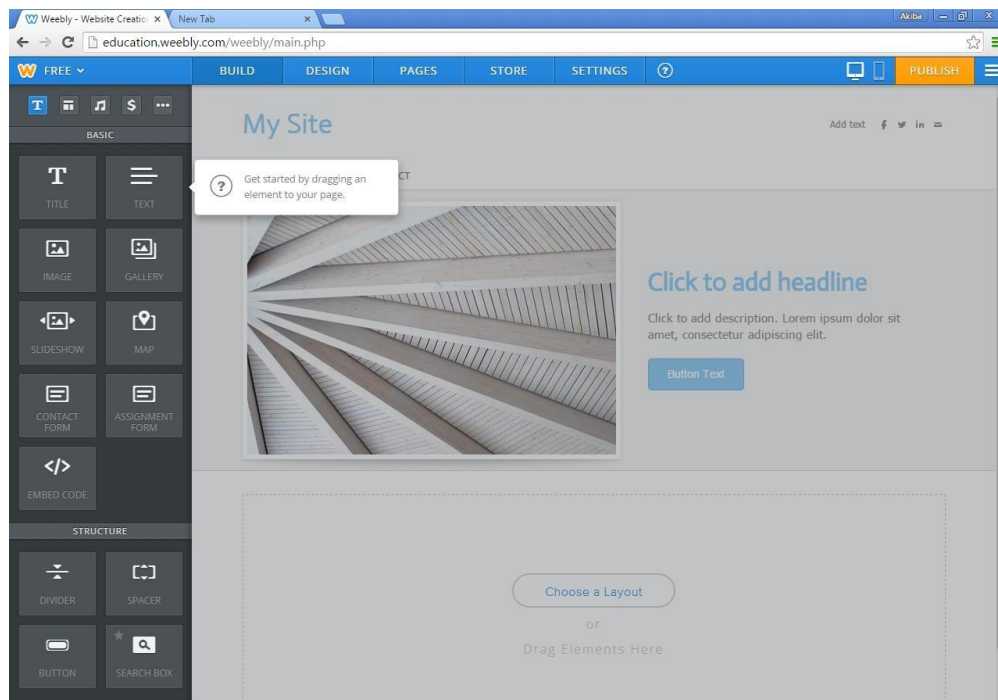 Weebly - Website Creatio
New Tab
Akiba
education.weebly.com/weebly/main.php
FREE
BUILD
DESIGN
PAGES
STORE
SETTINGS
?
PUBLISH
T
$
BASIC
My Site
Add text
f
in
T
TITLE
TEXT
?
Get started by dragging an
element to your page.
CT
IMAGE
GALLERY
SLIDESHOW
MAP
Click to add headline
Click to add description. Lorem ipsum dolor sit
amet, consectetur adipiscing elit.
Button Text
CONTACT
FORM
ASSIGNMENT
FORM
</>
EMBED CODE
STRUCTURE
DIVIDER
SPACER
Choose a Layout
or
Drag Elements Here
BUTTON
SEARCH BOX